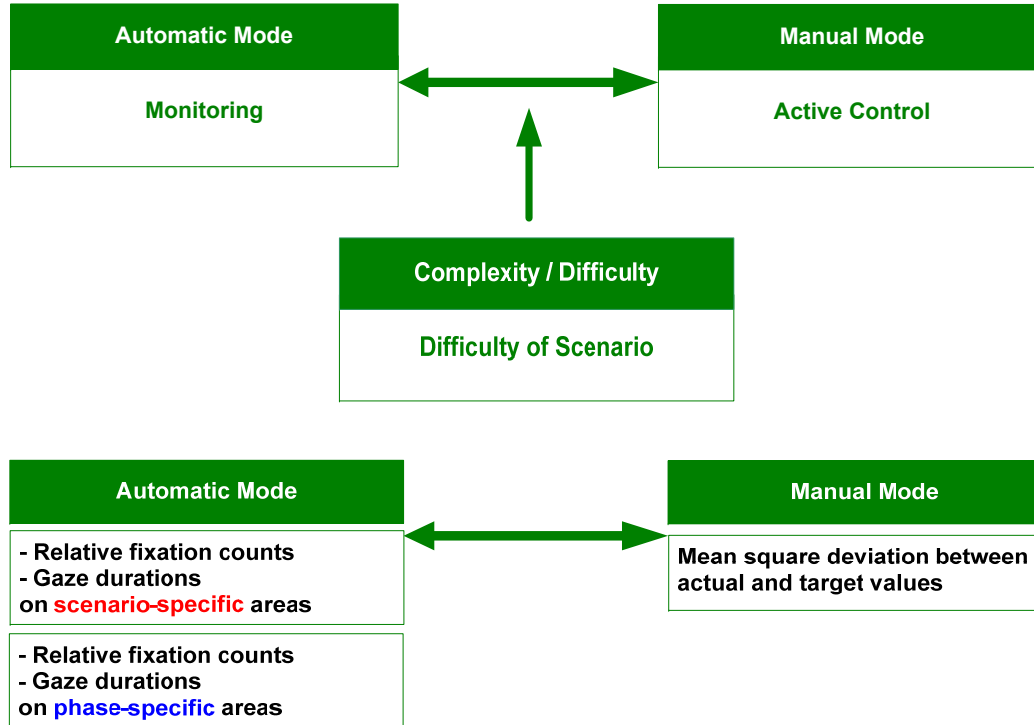 Automatic Mode
Monitoring
Manual Mode
Active Control
Complexity / Difficulty
Difficulty of Scenario
Automatic Mode
- Relative fixation counts
- Gaze durations
on scenario-specific areas
- Relative fixation counts
- Gaze durations
on phase-specific areas
Manual Mode
Mean square deviation between
actual and target values